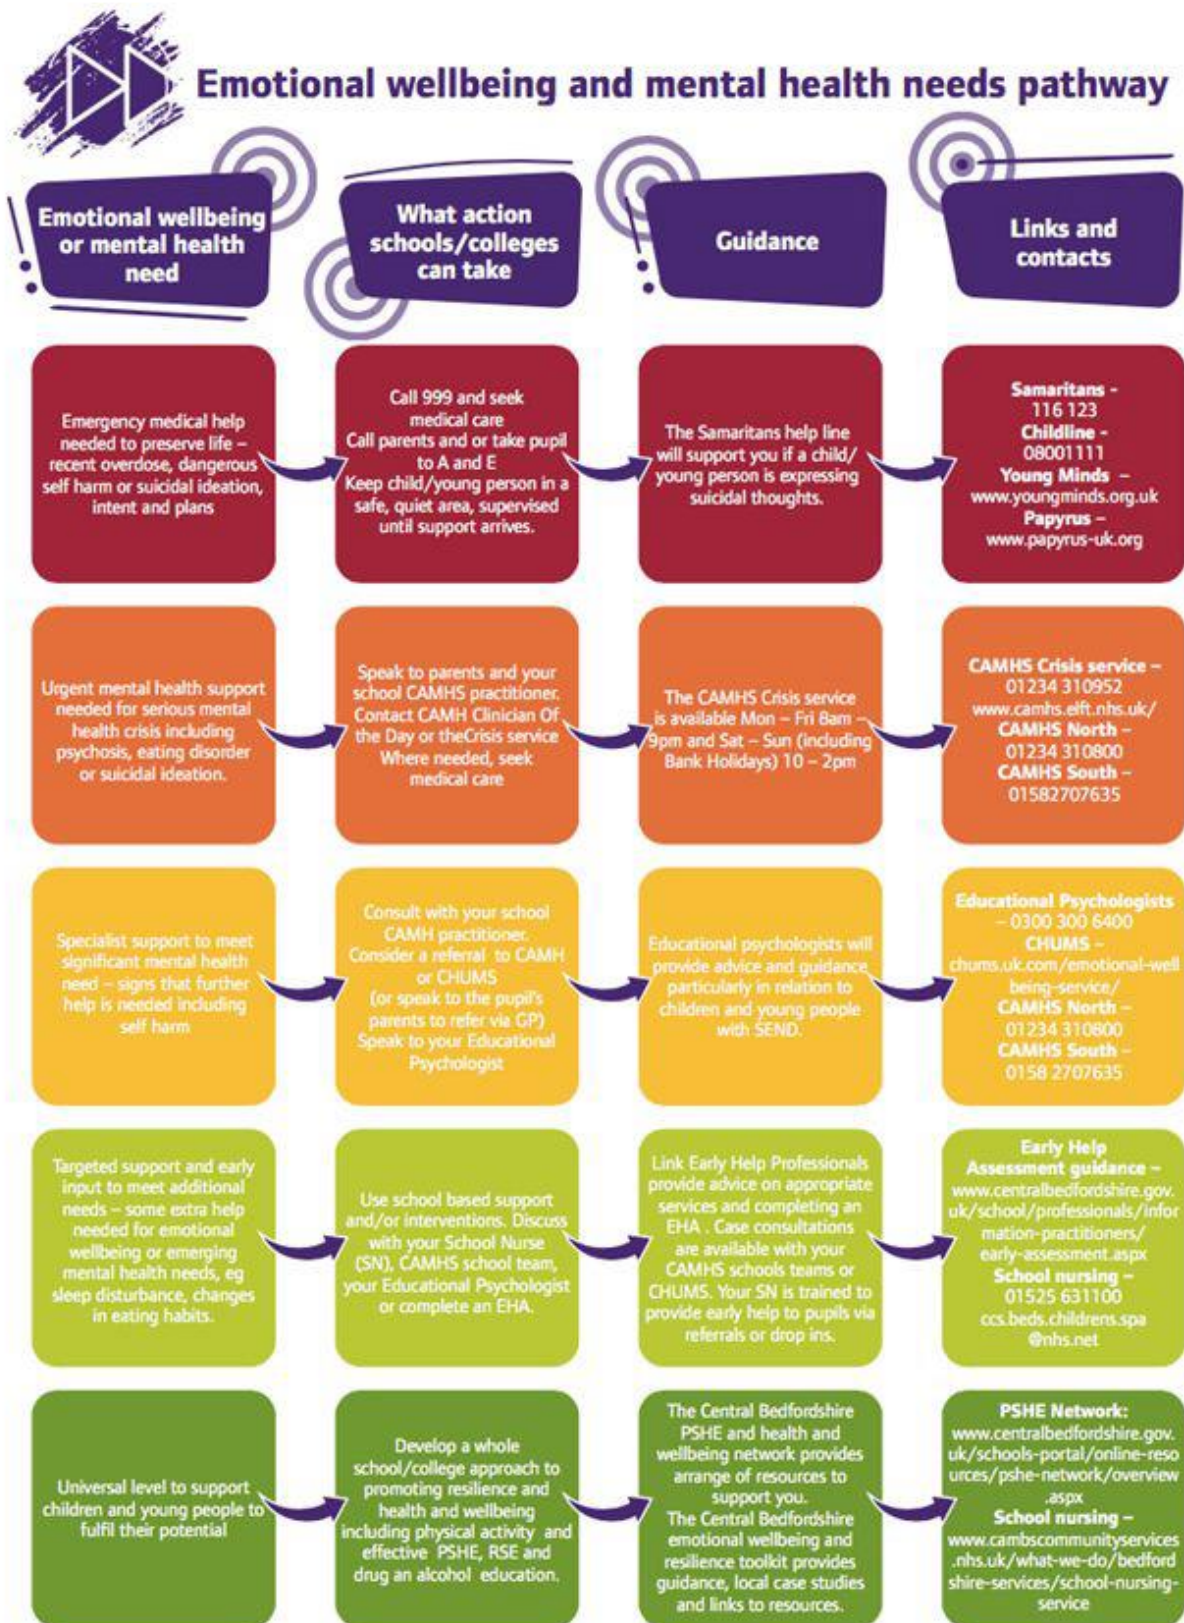 Emotional wellbeing and mental health needs pathway
Emotional wellbeing
or mental health
need
What action
schools/colleges
can take
Guidance
Links and
contacts
Emergency medical help
needed to preserve life –
recent overdose, dangerous
self harm or suicidal ideation,
intent and plans
Call 999 and seek
medical care
Call parents and or take pupil
to A and E
Keep child/young person in a
safe, quiet area, supervised
until support arrives.
The Samaritans help line
will support you if a child/
young person is expressing
suicidal thoughts.
Samaritans -
116 123
Childline -
08001111
Young Minds –
www.youngminds.org.uk
Papyrus –
www.papyrus-uk.org
Urgent mental health support
needed for serious mental
health crisis including
psychosis, eating disorder
or suicidal ideation.
Speak to parents and your
school CAMHS practitioner.
Contact CAMH Clinician Of
the Day or theCrisis service
Where needed, seek
medical care
The CAMHS Crisis service
is available Mon – Fri 8am –
9pm and Sat – Sun (including
Bank Holidays) 10 – 2pm
CAMHS Crisis service –
01234 310952
www.camhs.elft.nhs.uk/
CAMHS North –
01234 310800
CAMHS South –
01582707635
Specialist support to meet
significant mental health
need – signs that further
help is needed including
self harm
Consult with your school
CAMH practitioner.
Consider a referral to CAMH
or CHUMS
(or speak to the pupil's
parents to refer via GP)
Speak to your Educational
Psychologist
Educational psychologists will
provide advice and guidance
particularly in relation to
children and young people
with SEND.
Educational Psychologists
– 0300 300 6400
CHUMS –
chums.uk.com/emotional-well
being-service/
CAMHS North –
01234 310800
CAMHS South –
0158 2707635
Targeted support and early
input to meet additional
needs – some extra help
needed for emotional
wellbeing or emerging
mental health needs, eg
sleep disturbance, changes
in eating habits.
Use school based support
and/or interventions. Discuss
with your School Nurse
(SN), CAMHS school team,
your Educational Psychologist
or complete an EHA.
Link Early Help Professionals
provide advice on appropriate
services and completing an
EHA . Case consultations
are available with your
CAMHS schools teams or
CHUMS. Your SN is trained to
provide early help to pupils via
referrals or drop ins.
Early Help
Assessment guidance –
www.centralbedfordshire.gov.
uk/school/professionals/infor
mation-practitioners/
early-assessment.aspx
School nursing –
01525 631100
ccs.beds.childrens.spa
@nhs.net
Universal level to support
children and young people to
fulfil their potential
Develop a whole
school/college approach to
promoting resilience and
health and wellbeing
including physical activity and
effective PSHE, RSE and
drug an alcohol education.
The Central Bedfordshire
PSHE and health and
wellbeing network provides
arrange of resources to
support you.
The Central Bedfordshire
emotional wellbeing and
resilience toolkit provides
guidance, local case studies
and links to resources.
PSHE Network:
www.centralbedfordshire.gov.
uk/schools-portal/online-reso
urces/pshe-network/overview
.aspx
School nursing –
www.cambscommunityservices
.nhs.uk/what-we-do/bedford
shire-services/school-nursing-
service